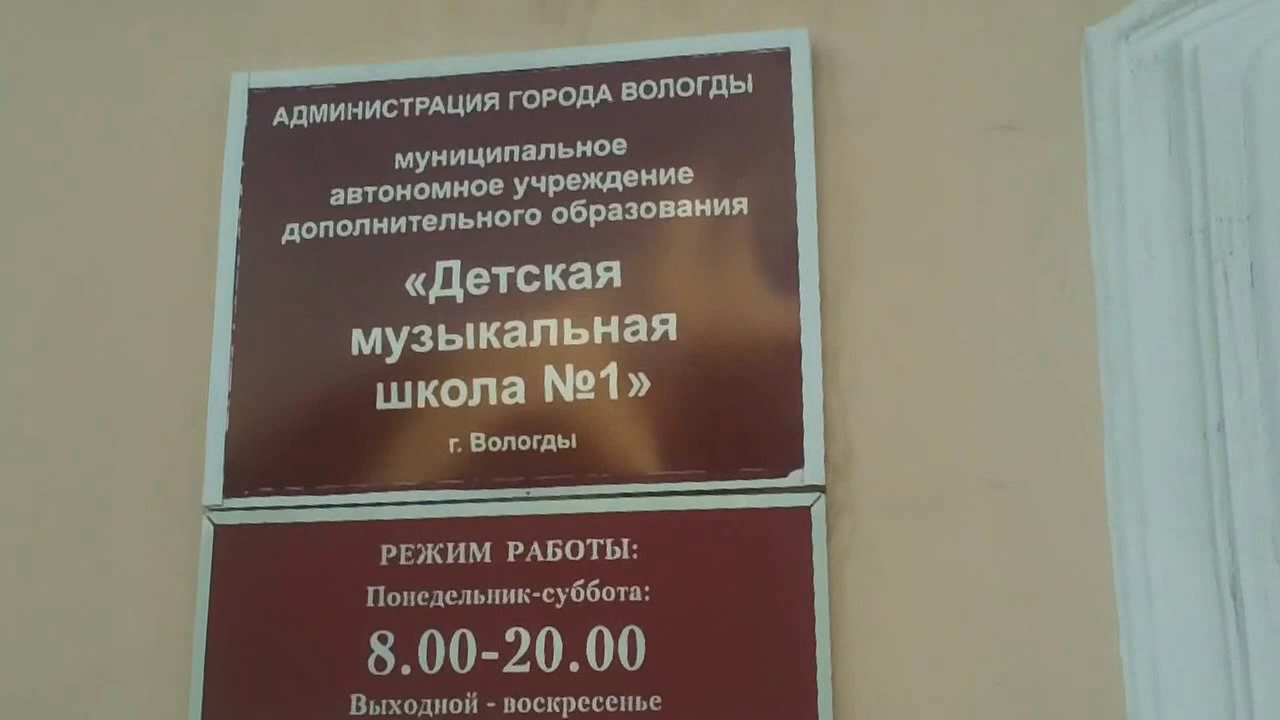 АДМИНИСТРАЦИЯ ГОРОДА ВОЛОГДЫ
муниципальное
автономное учреждение
дополнительного образования
«Детская
музыкальная
школа №1»
г. Вологды
РЕЖИМ РАБОТЫ:
Понедельник-суббота:
8.00-20.00
Выходной - воскресенье